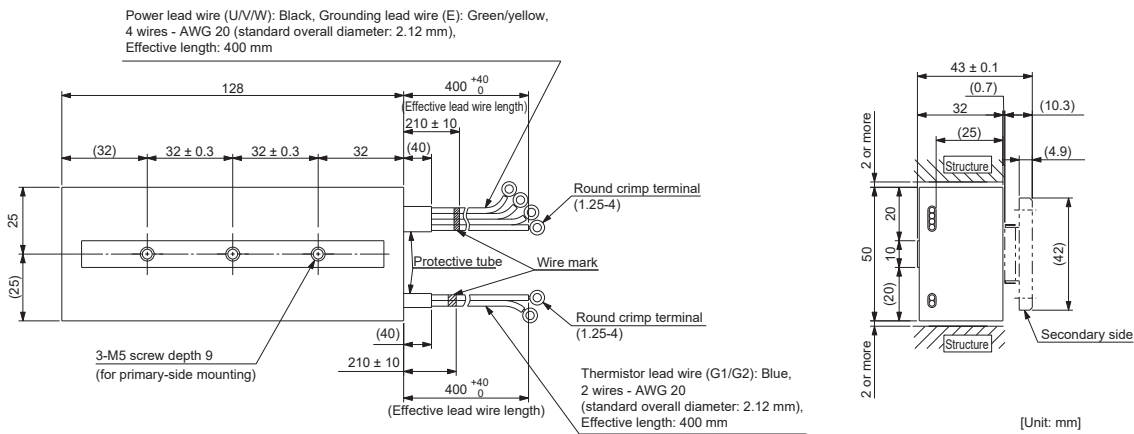 Power lead wire (U/V/W): Black, Grounding lead wire (E): Green/yellow,
4 wires - AWG 20 (standard overall diameter: 2.12 mm),
Effective length: 400 mm
128
400 +40 0
(Effective lead wire length)
210 ± 10
(32)
32 ± 0.3
32 ± 0.3
32
(40)
25
(25)
Round crimp terminal
(1.25-4)
Protective tube
Wire mark
Round crimp terminal
(1.25-4)
3-M5 screw depth 9
(for primary-side mounting)
(40)
210 ± 10
400 +40 0
(Effective lead wire length)
Thermistor lead wire (G1/G2): Blue,
2 wires - AWG 20
(standard overall diameter: 2.12 mm),
Effective length: 400 mm
43 ± 0.1
(0.7)
32
(10.3)
(25)
(4.9)
2 or more
Structure
50
20
10
(20)
(42)
Secondary side
Structure
2 or more
[Unit: mm]